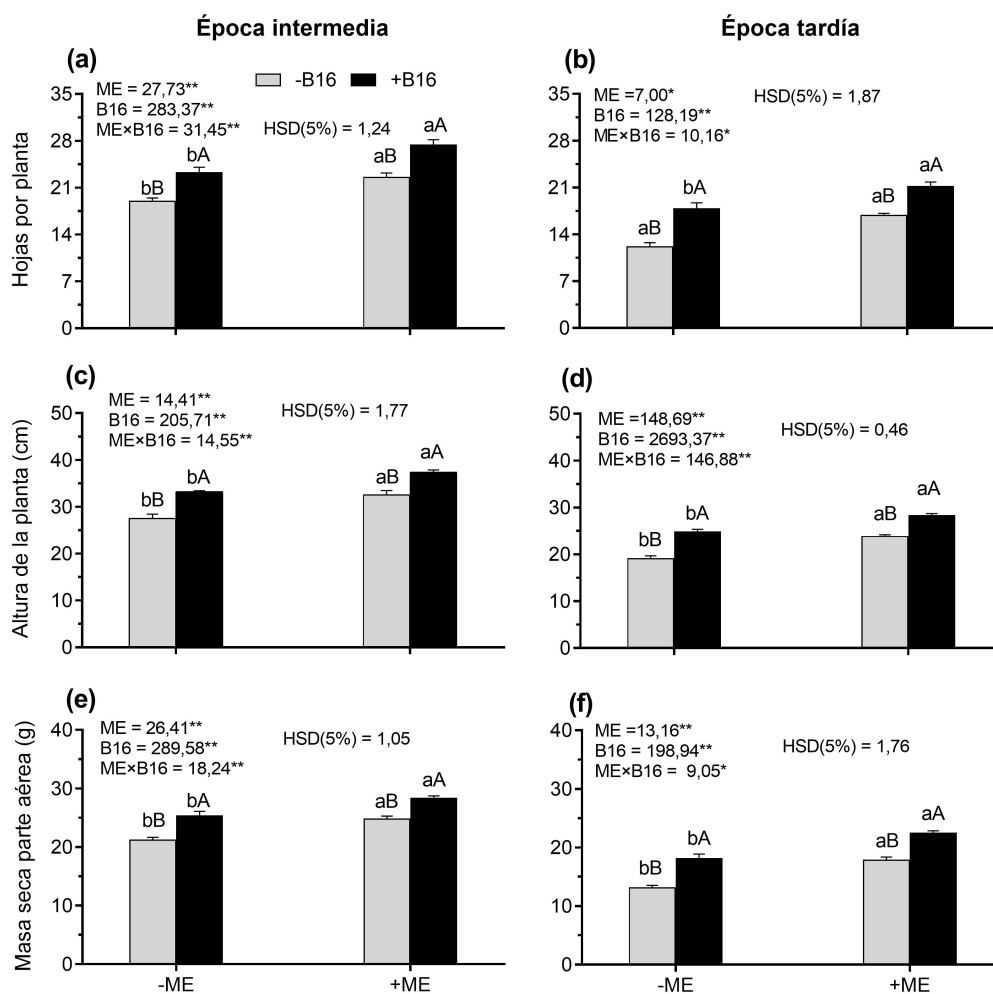 Época intermedia
Época tardía
(a)
ME = 27,73**
B16 = 283,37**
ME×B16 = 31,45**
-B16 +B16
HSD(5%) = 1,24
Hojas por planta
35
28
21
14
7
0
bB
bA
aB
aA
(b)
ME =7,00*
B16 = 128,19**
ME×B16 = 10,16*
HSD(5%) = 1,87
35
28
21
14
7
0
aB
bA
aB
aA
(c)
ME = 14,41**
B16 = 205,71**
ME×B16 = 14,55**
HSD(5%) = 1,77
Altura de la planta (cm)
50
40
30
20
10
0
bB
bA
aB
aA
(d)
ME =148,69**
B16 = 2693,37**
ME×B16 = 146,88**
HSD(5%) = 0,46
50
40
30
20
10
0
bB
bA
aB
aA
(e)
ME = 26,41**
B16 = 289,58**
ME×B16 = 18,24**
HSD(5%) = 1,05
Masa seca parte aérea (g)
40
30
20
10
0
bB
bA
aB
aA
-ME
+ME
(f)
ME =13,16**
B16 = 198,94**
ME×B16 = 9,05*
HSD(5%) = 1,76
40
30
20
10
0
bB
bA
aB
aA
-ME
+ME